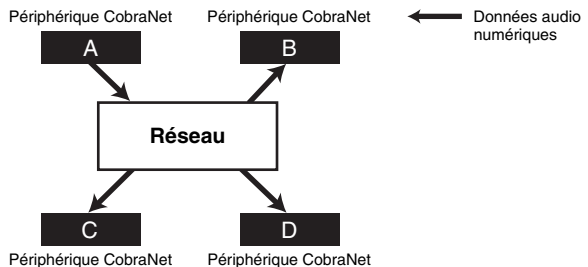 Périphérique CobraNet
Périphérique CobraNet
Données audio
numériques
A
B
Réseau
C
D
Périphérique CobraNet
Périphérique CobraNet